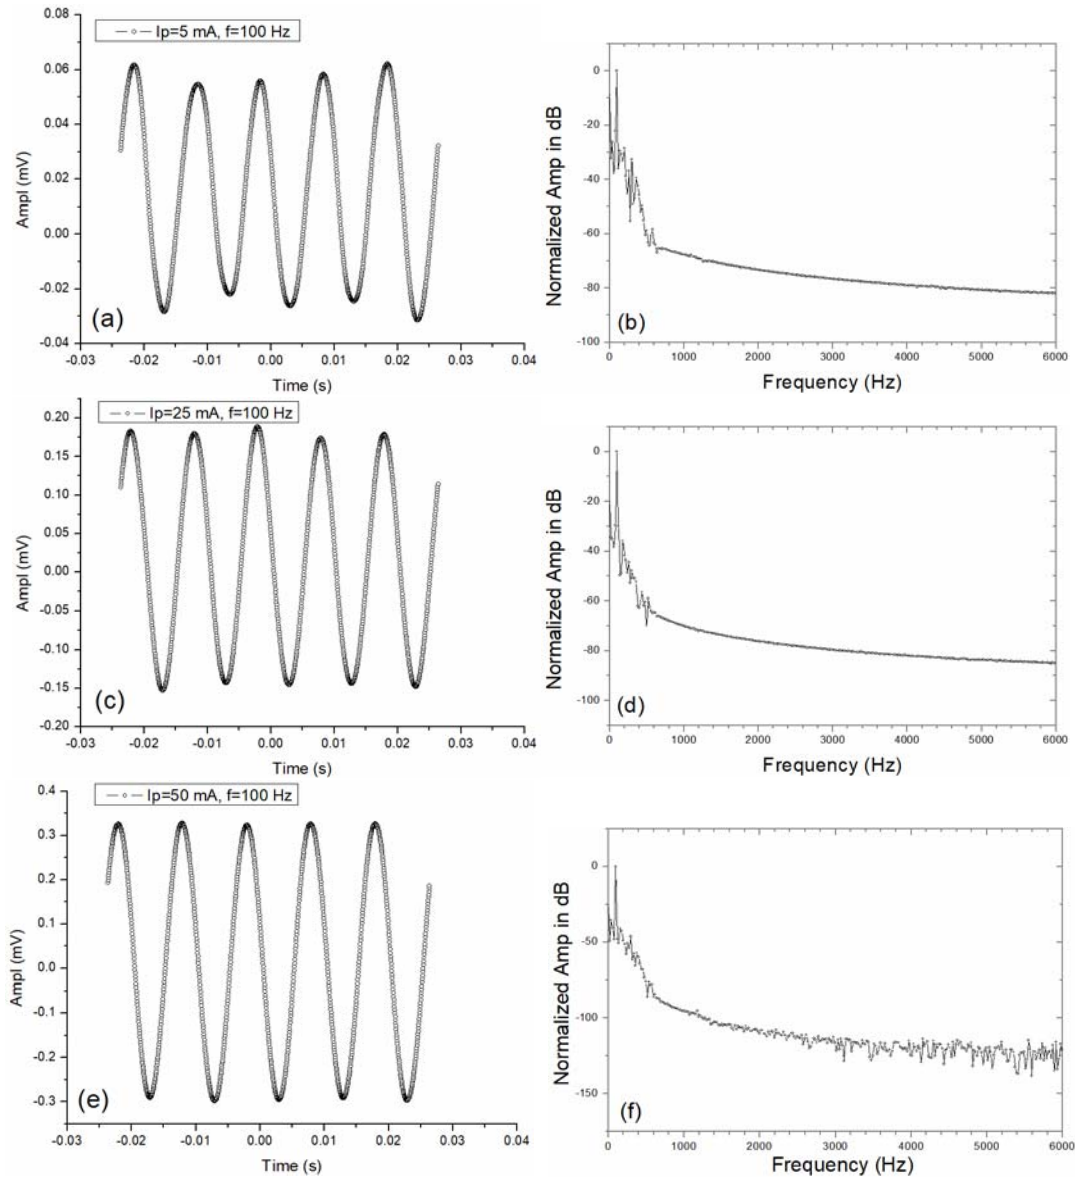 Ip=5 mA, f=100 Hz
0.08
0.06
0.04
0.02
0.00
-0.02
-0.04
Ampl (mV)
(a)
-0.03 -0.02 -0.01 0.00 0.01 0.02 0.03 0.04
Time (s)
0
-20
-40
-60
-80
-100
Normalized Amp in dB
(b)
0 1000 2000 3000 4000 5000 6000
Frequency (Hz)
Ip=25 mA, f=100 Hz
0.20
0.15
0.10
0.05
0.00
-0.05
-0.10
-0.15
-0.20
Ampl (mV)
(c)
-0.03 -0.02 -0.01 0.00 0.01 0.02 0.03 0.04
Time (s)
0
-20
-40
-60
-80
-100
Normalized Amp in dB
(d)
0 1000 2000 3000 4000 5000 6000
Frequency (Hz)
Ip=50 mA, f=100 Hz
0.4
0.3
0.2
0.1
0.0
-0.1
-0.2
-0.3
Ampl (mV)
(e)
-0.03 -0.02 -0.01 0.00 0.01 0.02 0.03 0.04
Time (s)
0
-50
-100
-150
Normalized Amp in dB
(f)
0 1000 2000 3000 4000 5000 6000
Frequency (Hz)